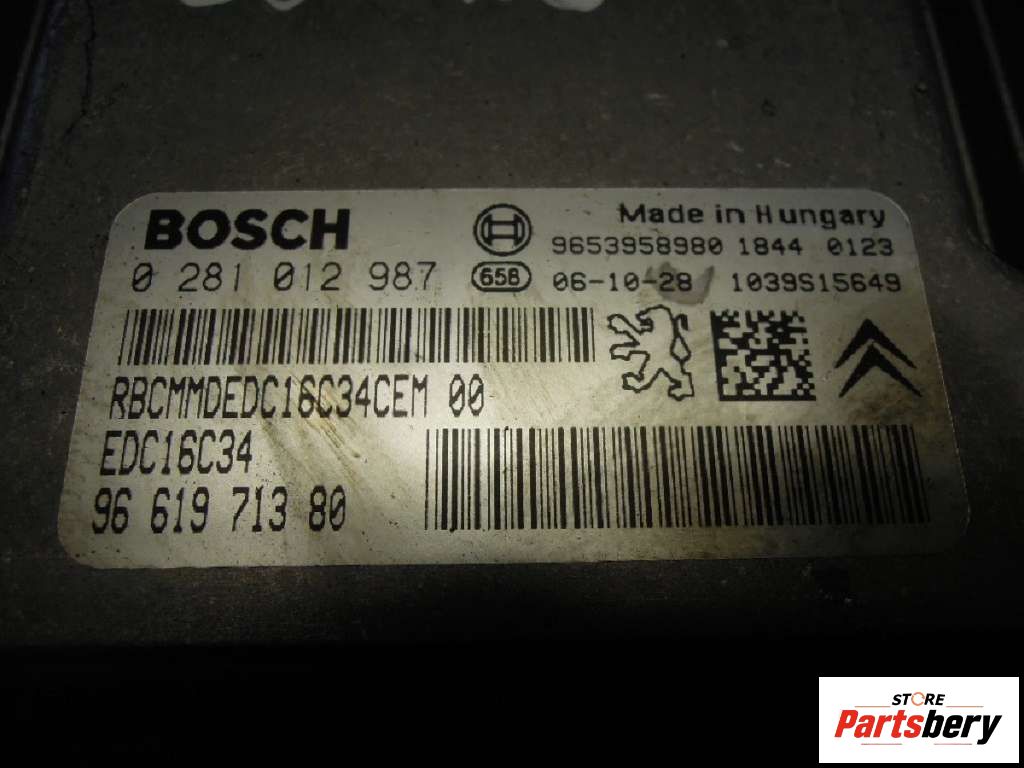 BOSCH
Made in Hungary
9653958980 1844 0123
0 281 012 987
658
06-10-28 1039S15649
RBCMMDEDC16C34CEM 00
EDC16C34
96 619 713 80
STORE
Partsbery